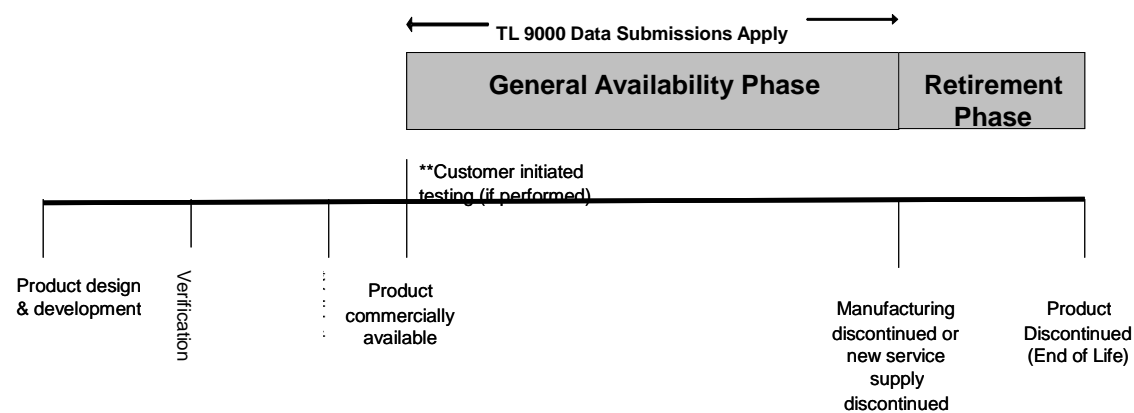 TL 9000 Data Submissions Apply
General Availability Phase
Retirement
Phase
**Customer initiated
testing (if performed)
Product design
& development
Verification
Product
commercially
available
Manufacturing
discontinued or
new service
supply
discontinued
Product
Discontinued
(End of Life)